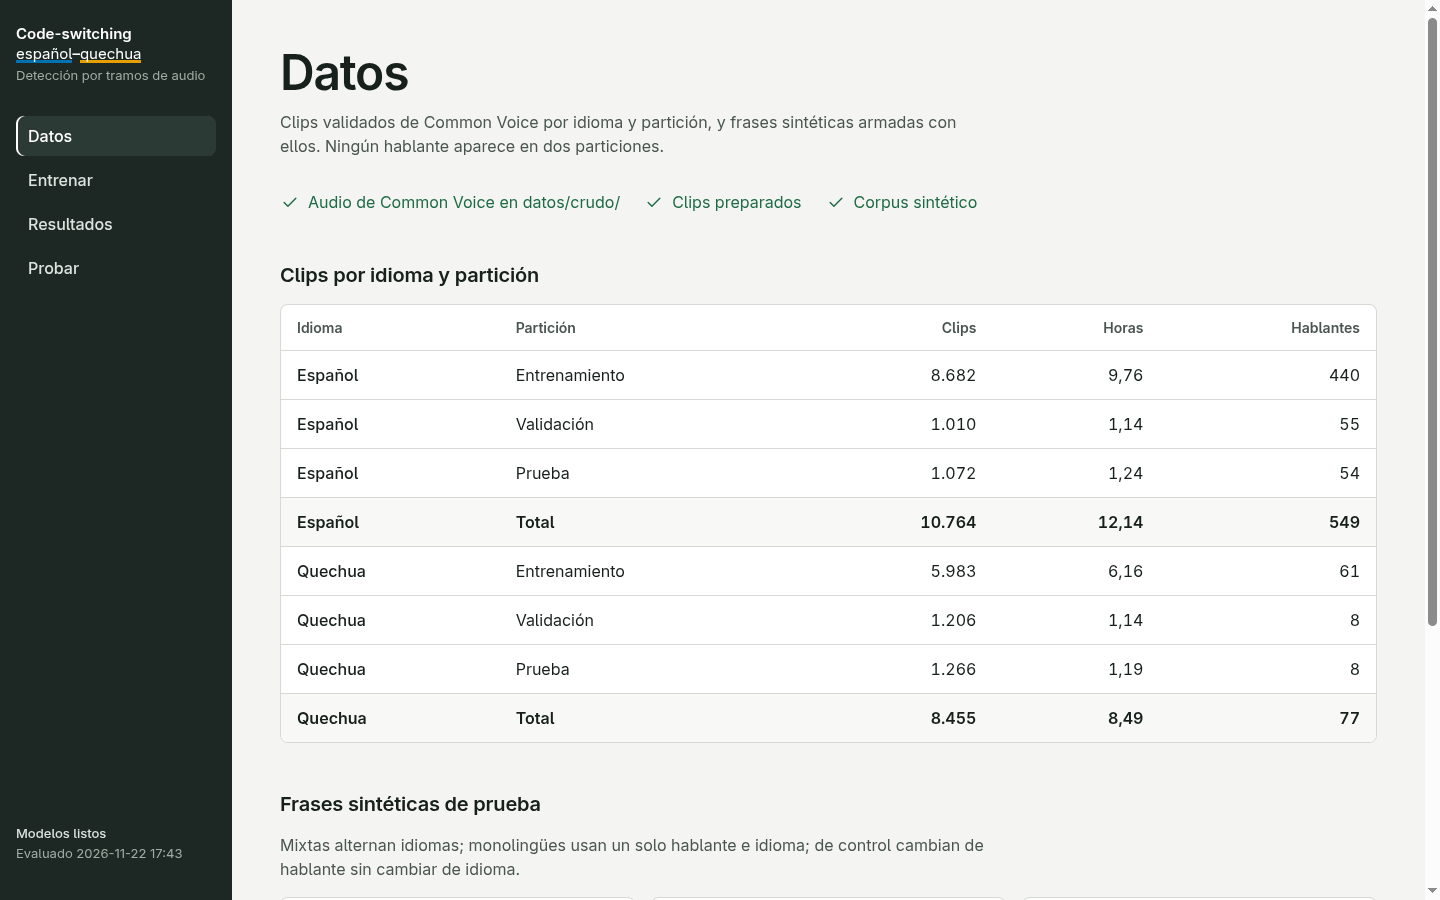 Code-switching
español–quechua
Detección por tramos de audio
Datos
Entrenar
Resultados
Probar
Modelos listos
Evaluado 2026-11-22 17:43
Datos
Clips validados de Common Voice por idioma y partición, y frases sintéticas armadas con
ellos. Ningún hablante aparece en dos particiones.
Audio de Common Voice en datos/crudo/ Clips preparados Corpus sintético
Clips por idioma y partición
Idioma Partición Clips Horas Hablantes
Español Entrenamiento 8.682 9,76 440
Español Validación 1.010 1,14 55
Español Prueba 1.072 1,24 54
Español Total 10.764 12,14 549
Quechua Entrenamiento 5.983 6,16 61
Quechua Validación 1.206 1,14 8
Quechua Prueba 1.266 1,19 8
Quechua Total 8.455 8,49 77
Frases sintéticas de prueba
Mixtas alternan idiomas; monolingües usan un solo hablante e idioma; de control cambian de
hablante sin cambiar de idioma.